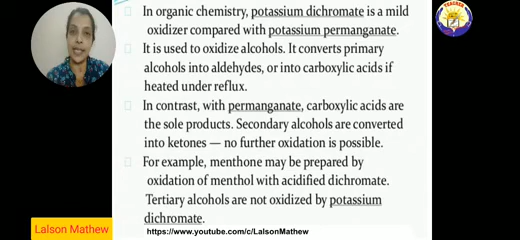 In organic chemistry, potassium dichromate is a mild
oxidizer compared with potassium permanganate.
It is used to oxidize alcohols. It converts primary
alcohols into aldehydes, or into carboxylic acids if
heated under reflux.
In contrast, with permanganate, carboxylic acids are
the sole products. Secondary alcohols are converted
into ketones — no further oxidation is possible.
For example, menthone may be prepared by
oxidation of menthol with acidified dichromate.
Tertiary alcohols are not oxidized by potassium
dichromate.
Lalson Mathew
https://www.youtube.com/c/LalsonMathew